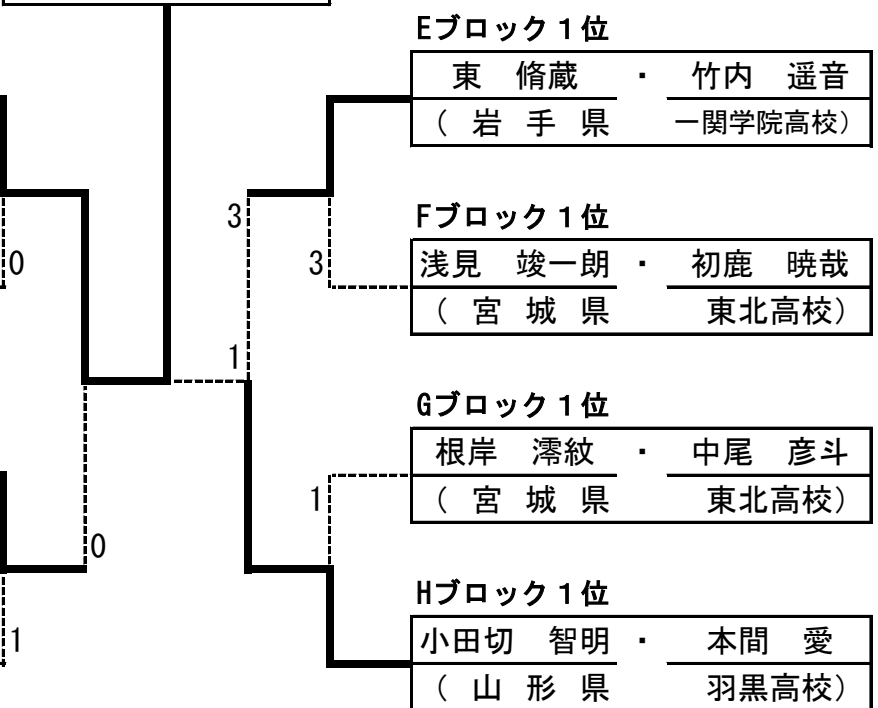 Eブロック１位
東　脩蔵　・　竹内　遥音
（ 岩 手 県　一関学院高校）
3
0
3
Fブロック１位
浅見　竣一朗　・　初鹿　暁哉
（ 宮 城 県　東北高校）
1
Gブロック１位
根岸　澪紋　・　中尾　彦斗
（ 宮 城 県　東北高校）
1
0
Hブロック１位
小田切　智明　・　本間　愛
（ 山 形 県　羽黒高校）
1